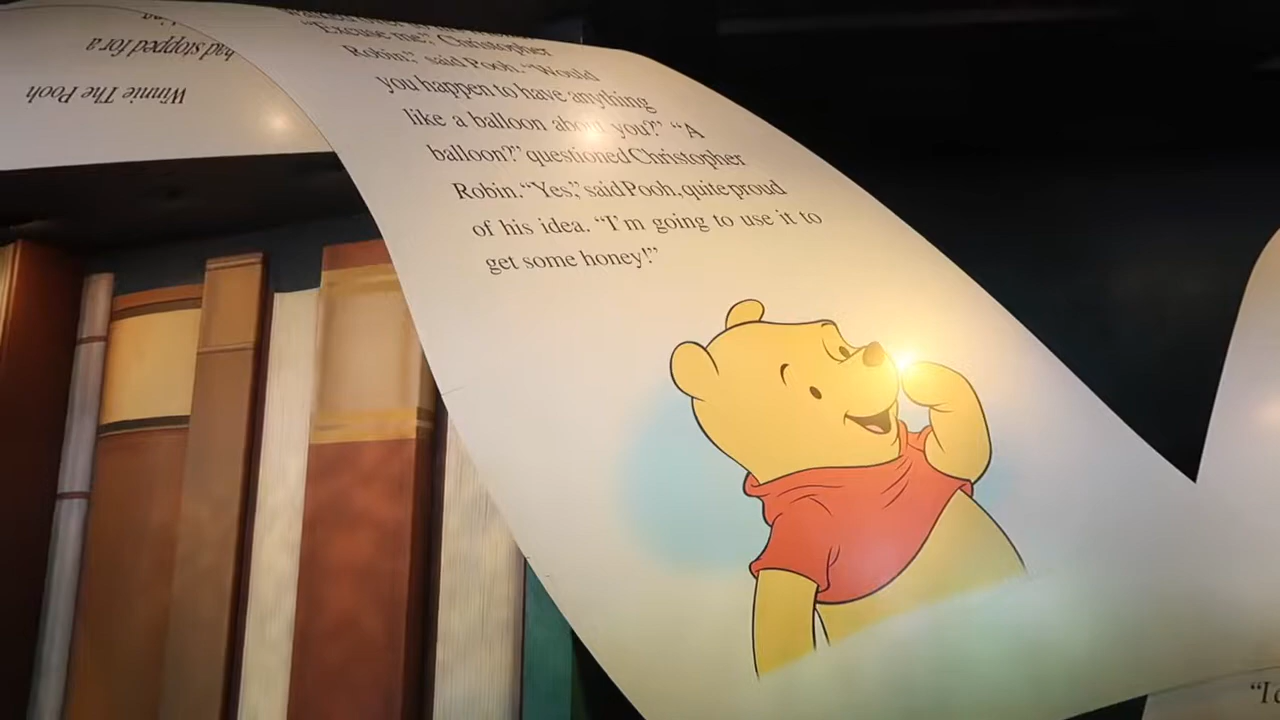 Winnie The Pooh
had stopped for a
"Excuse me", Christopher
Robin", said Pooh. "Would
you happen to have anything
like a balloon about you?" "A
balloon?" questioned Christopher
Robin. "Yes", said Pooh, quite proud
of his idea. "I'm going to use it to
get some honey!"